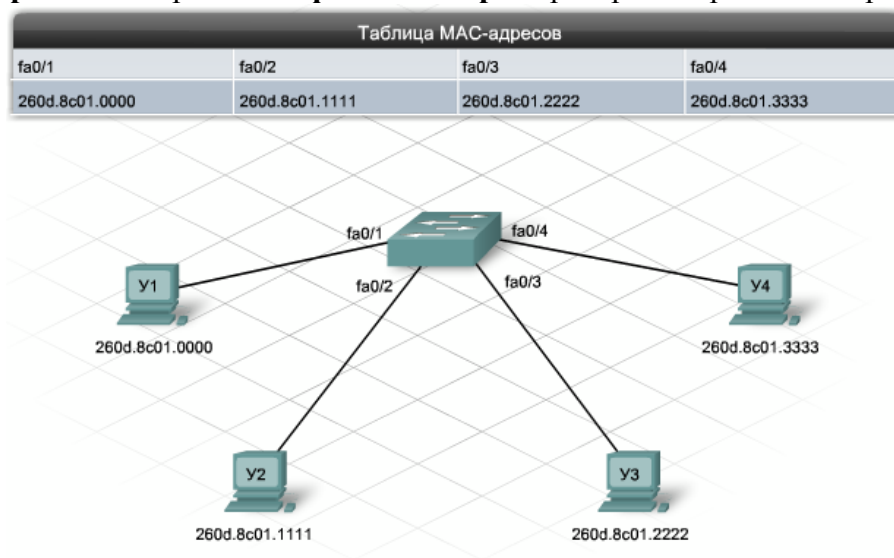 Таблица MAC-адресов
fa0/1 fa0/2 fa0/3 fa0/4
260d.8c01.0000 260d.8c01.1111 260d.8c01.2222 260d.8c01.3333
fa0/1 fa0/4
У1 fa0/2 fa0/3 У4
260d.8c01.0000 260d.8c01.3333
У2 У3
260d.8c01.1111 260d.8c01.2222